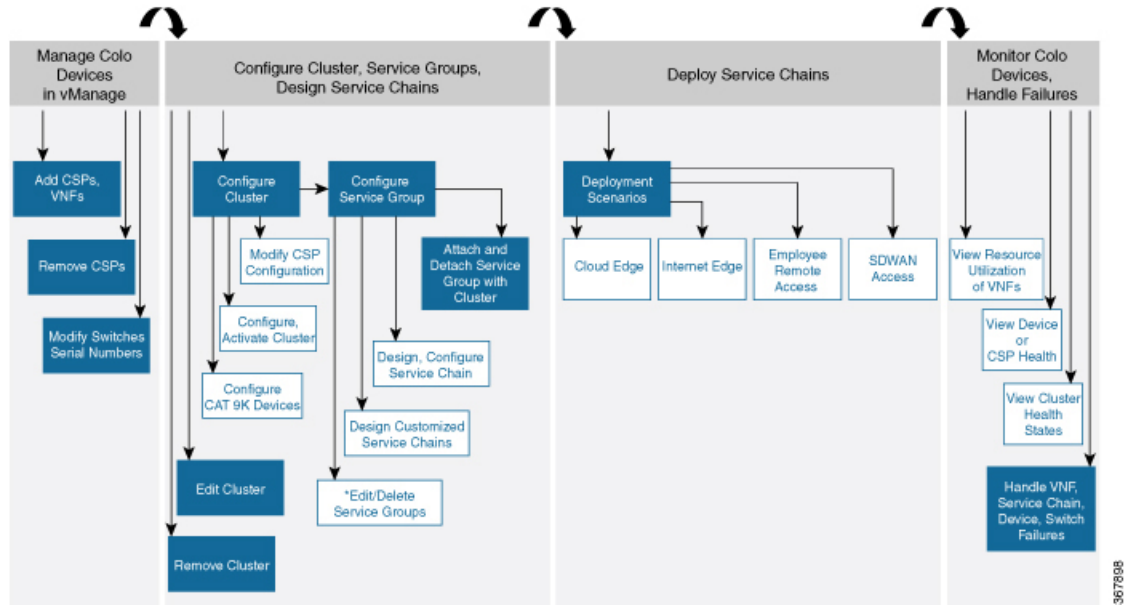 Manage Colo
Devices
in vManage
Configure Cluster, Service Groups,
Design Service Chains
Deploy Service Chains
Monitor Colo
Devices,
Handle Failures
Add CSPs,
VNFs
Remove CSPs
Modify Switches
Serial Numbers
Configure
Cluster
Configure
Service Group
Modify CSP
Configuration
Attach and
Detach Service
Group with
Cluster
Configure,
Activate Cluster
Design, Configure
Service Chain
Configure
CAT 9K Devices
Design Customized
Service Chains
Edit Cluster
*Edit/Delete
Service Groups
Remove Cluster
Deployment
Scenarios
Cloud Edge
Internet Edge
Employee
Remote
Access
SDWAN
Access
View Resource
Utilization
of VNFs
View Device
or
CSP Health
View Cluster
Health
States
Handle VNF,
Service Chain,
Device, Switch
Failures
367898